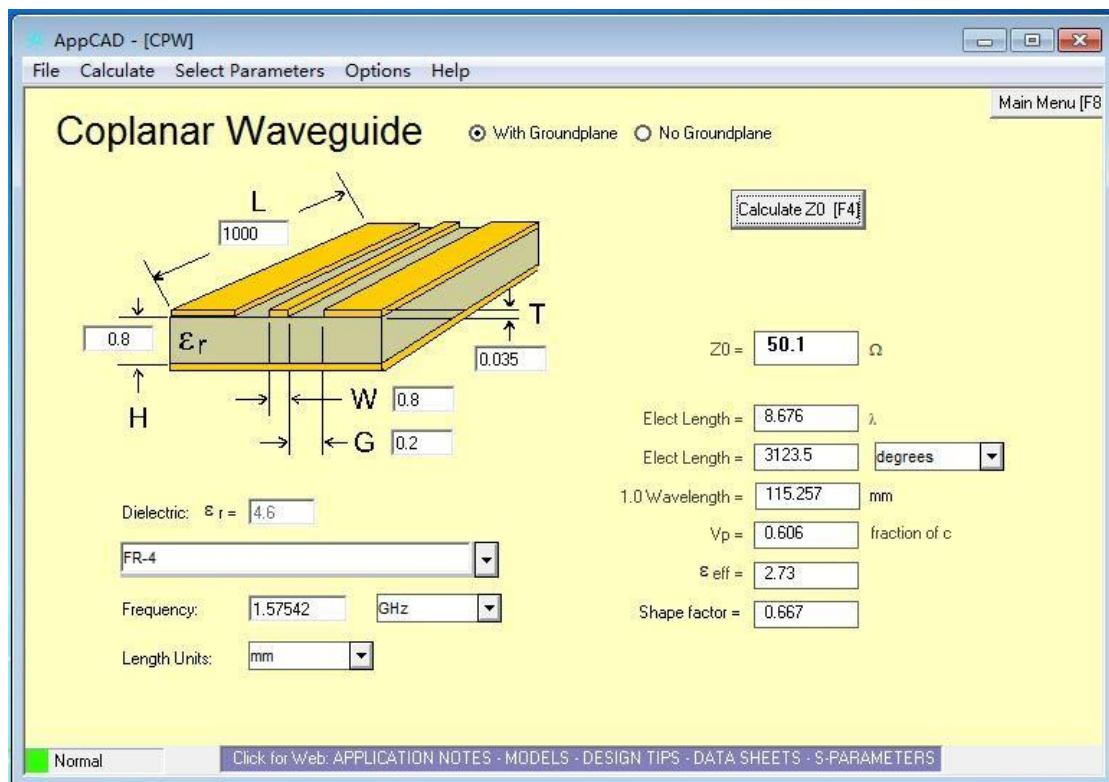 AppCAD - [CPW]
File Calculate Select Parameters Options Help
Main Menu [F8
Coplanar Waveguide With Groundplane No Groundplane
Calculate Z0 [F4]
L
1000
T
0.8
εr
0.035
H
W 0.8
G 0.2
Z0 = 50.1 Ω
Elect Length = 8.676 λ
Elect Length = 3123.5 degrees
1.0 Wavelength = 115.257 mm
Vp = 0.606 fraction of c
ε eff = 2.73
Shape factor = 0.667
Dielectric: ε r = 4.6
FR-4
Frequency: 1.57542 GHz
Length Units: mm
Normal
Click for Web: APPLICATION NOTES - MODELS - DESIGN TIPS - DATA SHEETS - S-PARAMETERS